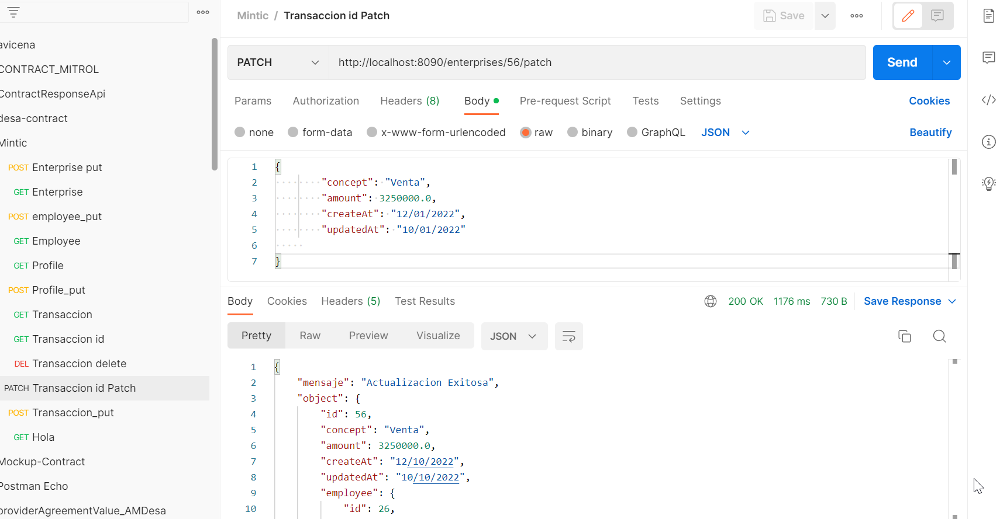 avicena
CONTRACT_MITROL
ContractResponseApi
desa-contract
Mintic
POST Enterprise put
GET Enterprise
POST employee_put
GET Employee
GET Profile
POST Profile_put
GET Transaccion
GET Transaccion id
DEL Transaccion delete
PATCH Transaccion id Patch
POST Transaccion_put
GET Hola
Mockup-Contract
Postman Echo
providerAgreementValue_AMDesa
Mintic / Transaccion id Patch
Save
PATCH http://localhost:8090/enterprises/56/patch Send
Params Authorization Headers (8) Body Pre-request Script Tests Settings Cookies
none form-data x-www-form-urlencoded raw binary GraphQL JSON Beautify
1 {
2 "concept": "Venta",
3 "amount": 3250000.0,
4 "createAt": "12/01/2022",
5 "updatedAt": "10/01/2022"
6
7 }
Body Cookies Headers (5) Test Results 200 OK 1176 ms 730 B Save Response
Pretty Raw Preview Visualize JSON
1 {
2 "mensaje": "Actualizacion Exitosa",
3 "object": {
4 "id": 56,
5 "concept": "Venta",
6 "amount": 3250000.0,
7 "createAt": "12/10/2022",
8 "updatedAt": "10/10/2022",
9 "employee": {
10 "id": 26,